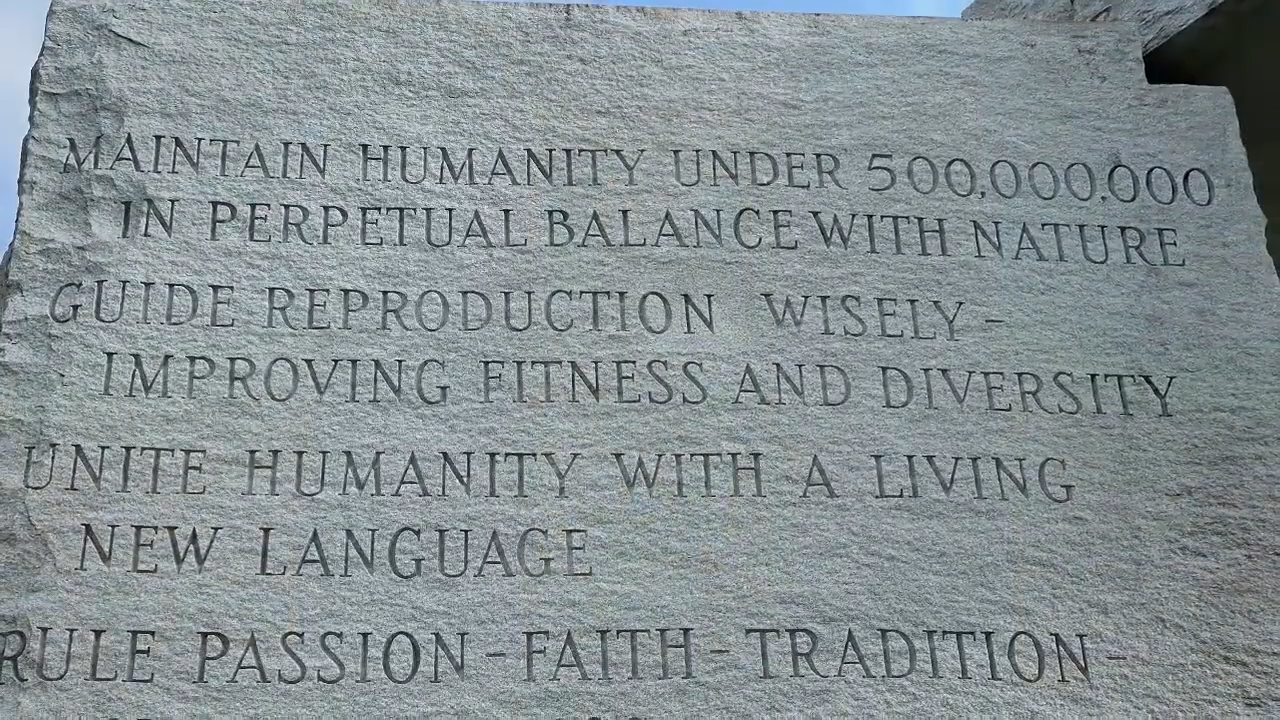 MAINTAIN HUMANITY UNDER 500,000,000
IN PERPETUAL BALANCE WITH NATURE
GUIDE REPRODUCTION WISELY –
IMPROVING FITNESS AND DIVERSITY
UNITE HUMANITY WITH A LIVING
NEW LANGUAGE
RULE PASSION – FAITH – TRADITION –